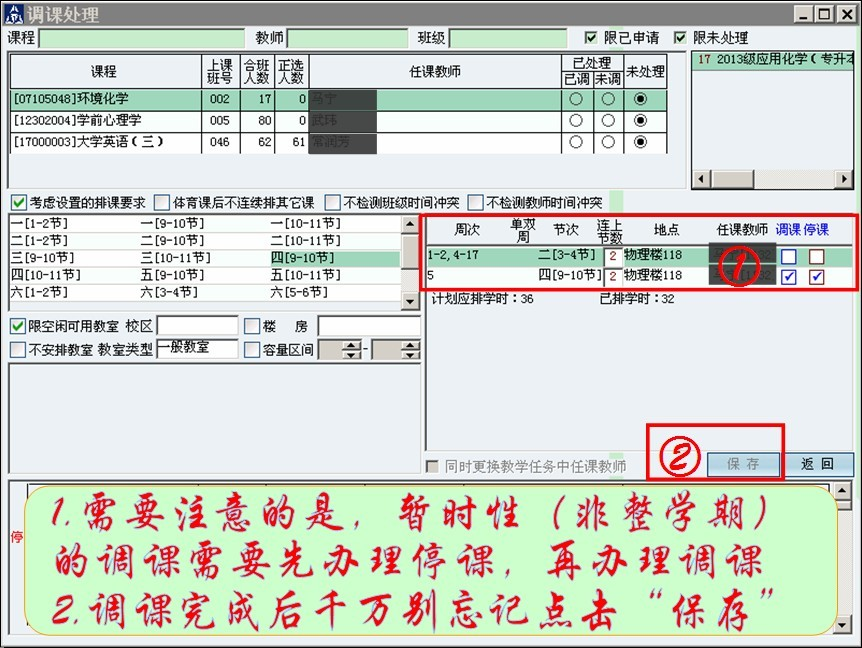 调课处理
课程 教师 班级 限已申请 限未处理
课程 上课班号 合班人数 正选人数 任课教师 已处理 已调 未调 未处理
17 2013级应用化学(专升本
[07105048]环境化学 002 17 0
[12302004]学前心理学 005 80 0
[17000003]大学英语(三) 046 62 61
考虑设置的排课要求 体育课后不连续排其它课 不检测班级时间冲突 不检测教师时间冲突
一[1-2节] 一[9-10节] 一[10-11节]
二[1-2节] 二[9-10节] 二[10-11节]
三[9-10节] 三[10-11节] 四[9-10节]
四[10-11节] 五[9-10节] 五[10-11节]
六[1-2节] 六[3-4节] 六[5-6节]
周次 单双周 节次 连上节数 地点 任课教师 调课 停课
1-2,4-17 二[3-4节] 2 物理楼118
5 四[9-10节] 2 物理楼118
①
计划应排学时:36 已排学时:32
限空闲可用教室 校区 楼 房
不安排教室 教室类型 一般教室 容量区间 -
同时更换教学任务中任课教师 ② 保存 返回
停
1.需要注意的是,暂时性(非整学期)
的调课需要先办理停课,再办理调课
2.调课完成后千万别忘记点击“保存”